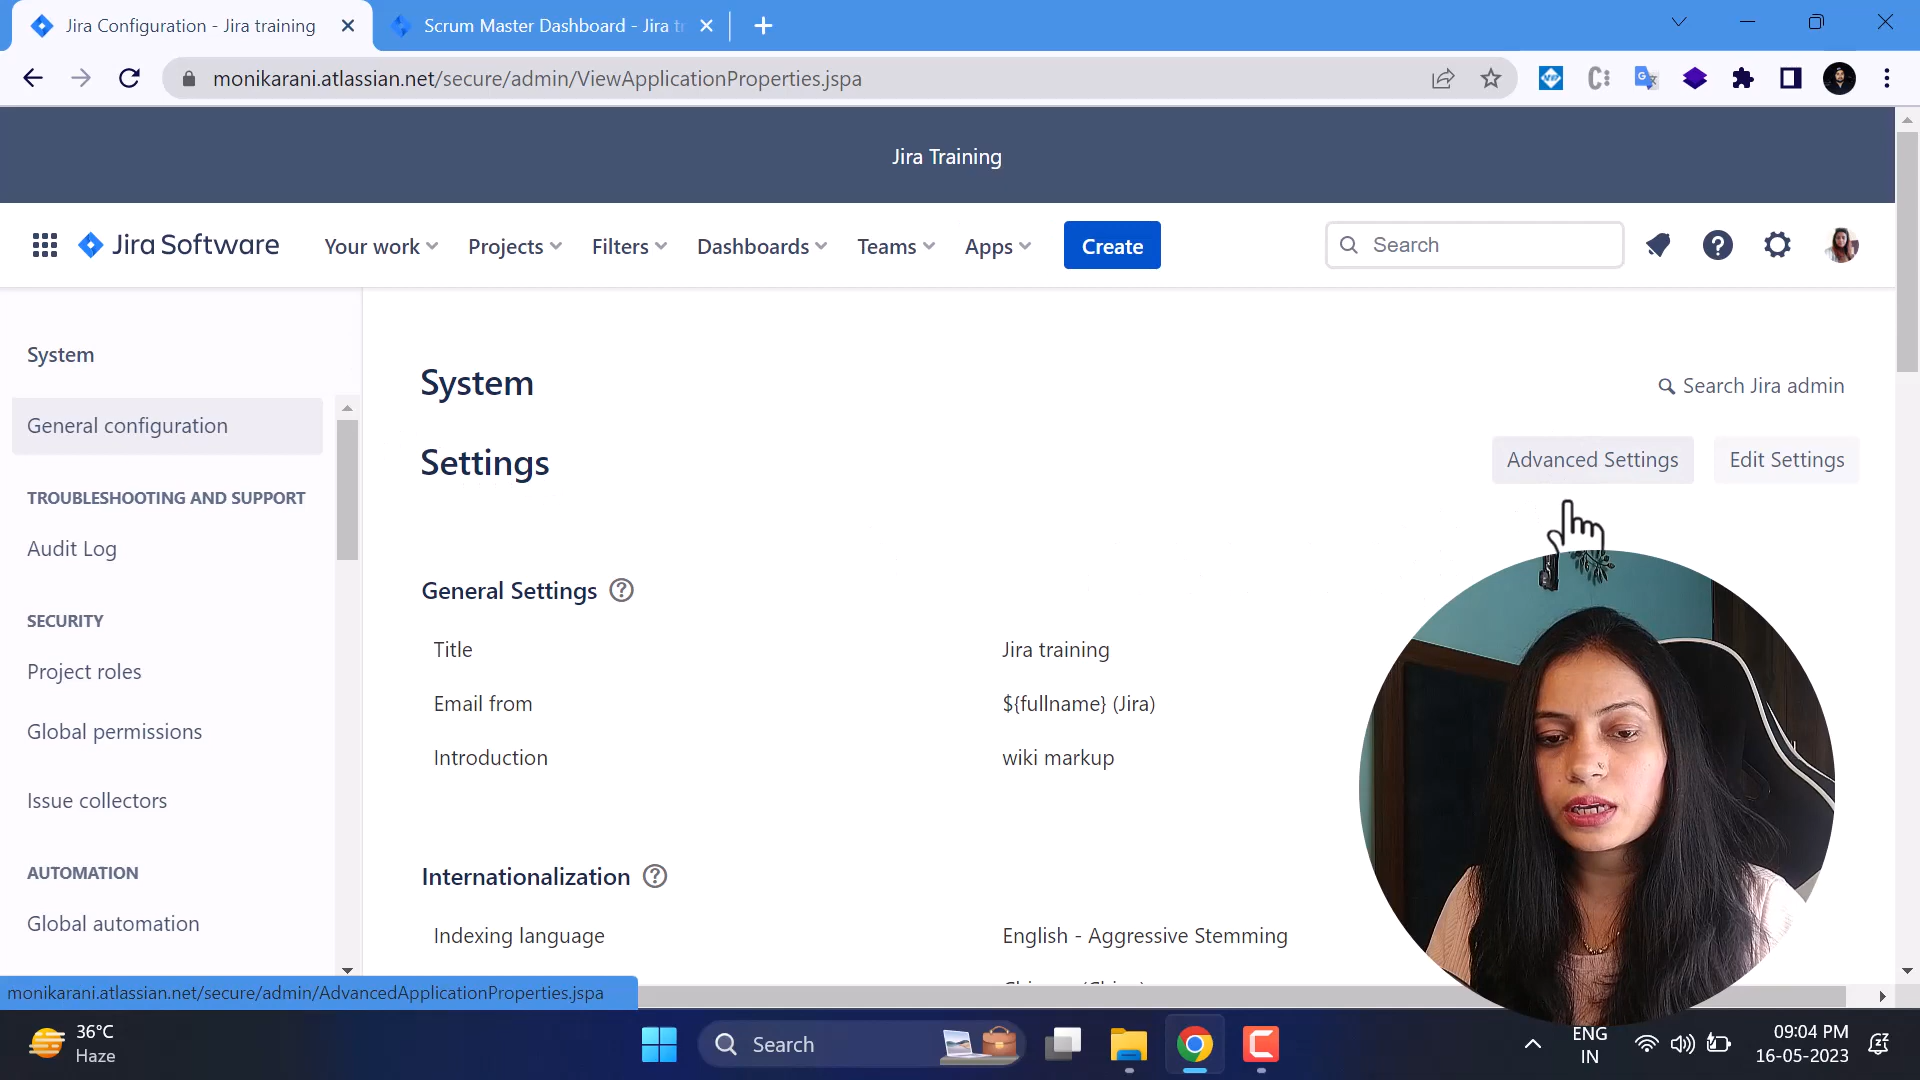 Jira Configuration - Jira training
Scrum Master Dashboard - Jira tr
monikarani.atlassian.net/secure/admin/ViewApplicationProperties.jspa
Jira Training
Jira Software
Your work
Projects
Filters
Dashboards
Teams
Apps
Create
Search
System
General configuration
TROUBLESHOOTING AND SUPPORT
Audit Log
SECURITY
Project roles
Global permissions
Issue collectors
AUTOMATION
Global automation
System
Search Jira admin
Settings
Advanced Settings
Edit Settings
General Settings
Title
Jira training
Email from
${fullname} (Jira)
Introduction
wiki markup
Internationalization
Indexing language
English - Aggressive Stemming
monikarani.atlassian.net/secure/admin/AdvancedApplicationProperties.jspa
36°C
Haze
Search
ENG
IN
09:04 PM
16-05-2023